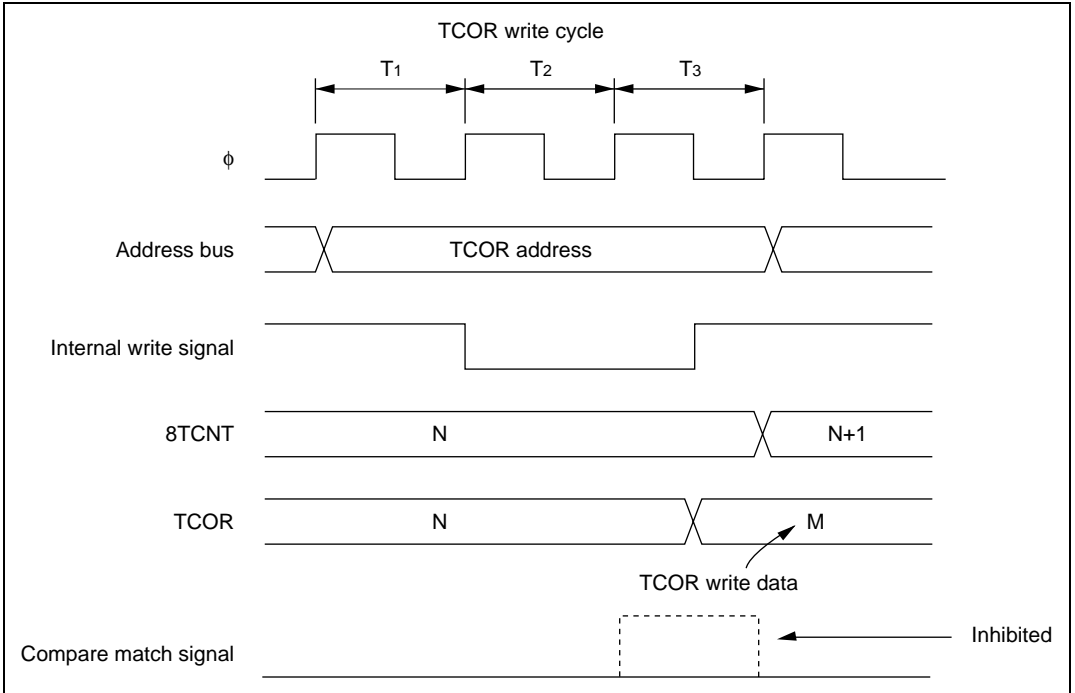 TCOR write cycle
T1 T2 T3
φ
Address bus TCOR address
Internal write signal
8TCNT N N+1
TCOR N M
TCOR write data
Compare match signal Inhibited